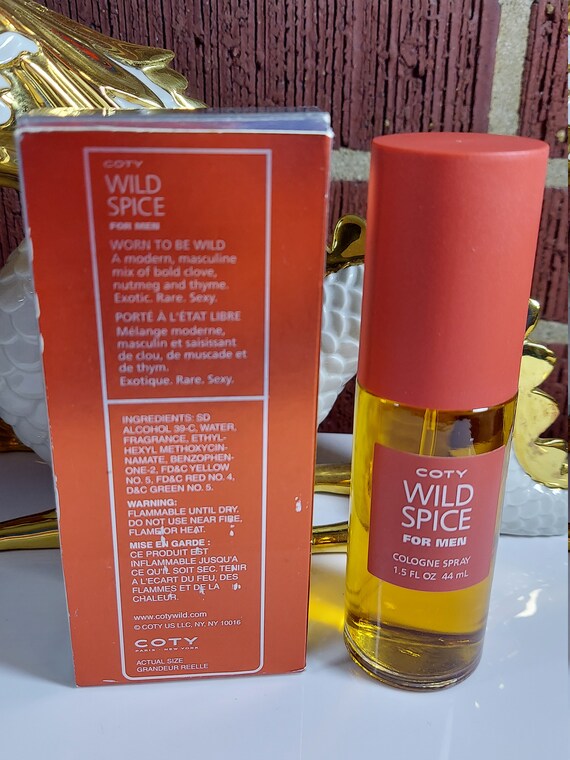 COTY
WILD
SPICE
FOR MEN
WORN TO BE WILD
A modern, masculine
mix of bold clove,
nutmeg and thyme.
Exotic. Rare. Sexy.
PORTÉ À L'ÉTAT LIBRE
Mélange moderne,
masculin et saisissant
de clou, de muscade et
de thym.
Exotique. Rare. Sexy.
INGREDIENTS: SD
ALCOHOL 39-C, WATER,
FRAGRANCE, ETHYL-
HEXYL METHOXYCIN-
NAMATE, BENZOPHEN-
ONE-2, FD&C YELLOW
NO. 5, FD&C RED NO. 4,
D&C GREEN NO. 5.
WARNING:
FLAMMABLE UNTIL DRY.
DO NOT USE NEAR FIRE,
FLAME OR HEAT.
MISE EN GARDE :
CE PRODUIT EST
INFLAMMABLE JUSQU'A
CE QU'IL SOIT SEC. TENIR
A L'ECART DU FEU, DES
FLAMMES ET DE LA
CHALEUR.
www.cotywild.com
© COTY US LLC, NY, NY 10016
COTY
PARIS - NEW YORK
ACTUAL SIZE
GRANDEUR REELLE
COTY
WILD
SPICE
FOR MEN
COLOGNE SPRAY
1.5 FL OZ 44 mL